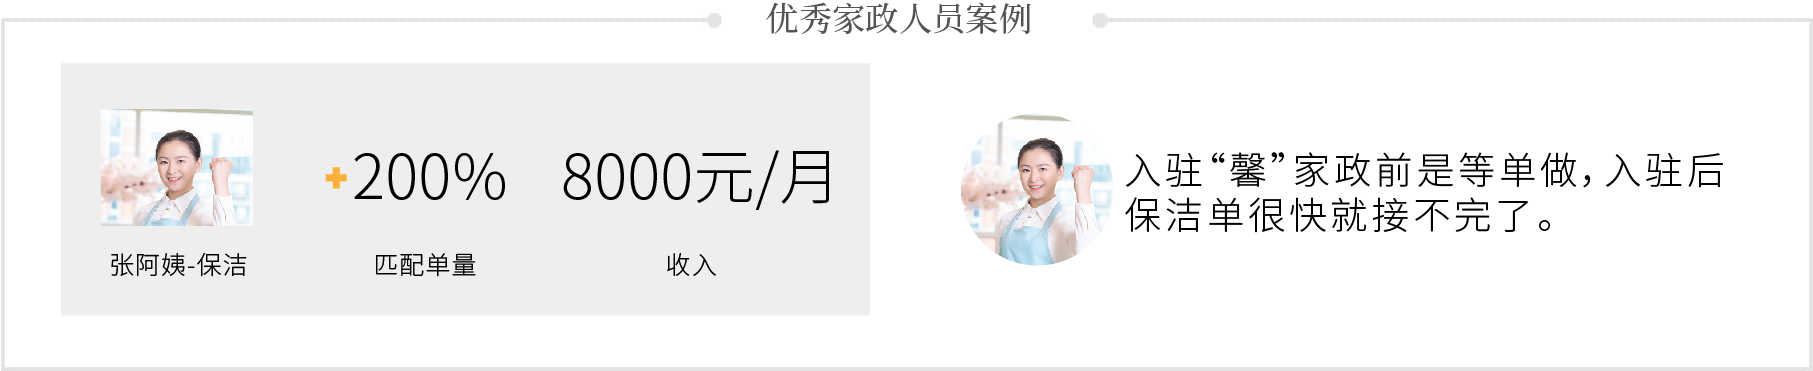 优秀家政人员案例
+200%
8000元/月
张阿姨-保洁
匹配单量
收入
入驻“馨”家政前是等单做，入驻后
保洁单很快就接不完了。